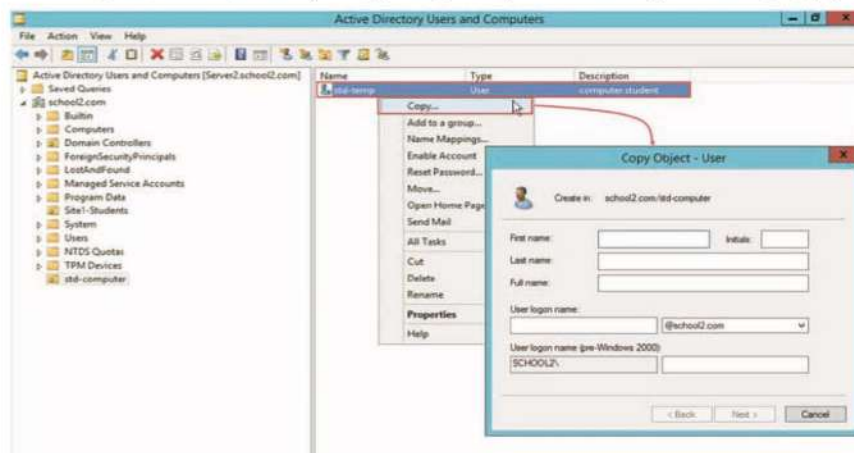 Active Directory Users and Computers
File Action View Help
Active Directory Users and Computers [Server2.school2.com]
Saved Queries
school2.com
Builtin
Computers
Domain Controllers
ForeignSecurityPrincipals
LostAndFound
Managed Service Accounts
Program Data
Site1-Students
System
Users
NTDS Quotas
TPM Devices
std-computer
Name Type Description
std-temp User computer student
Copy...
Add to a group...
Name Mappings...
Enable Account
Reset Password...
Move...
Open Home Page
Send Mail
All Tasks
Cut
Delete
Rename
Properties
Help
Copy Object - User
Create in: school2.com/std-computer
First name: Initials:
Last name:
Full name:
User logon name:
@school2.com
User logon name (pre-Windows 2000):
SCHOOL2\
< Back Next > Cancel